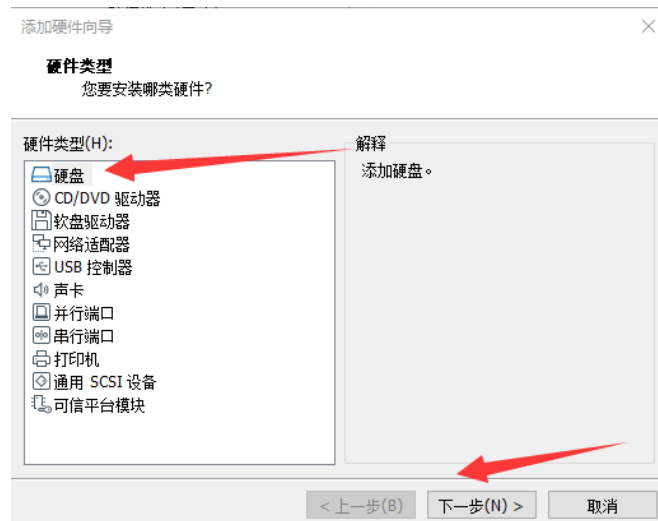 添加硬件向导
硬件类型
您要安装哪类硬件?
硬件类型(H):
硬盘
CD/DVD 驱动器
软盘驱动器
网络适配器
USB 控制器
声卡
并行端口
串行端口
打印机
通用 SCSI 设备
可信平台模块
解释
添加硬盘。
< 上一步(B)
下一步(N) >
取消